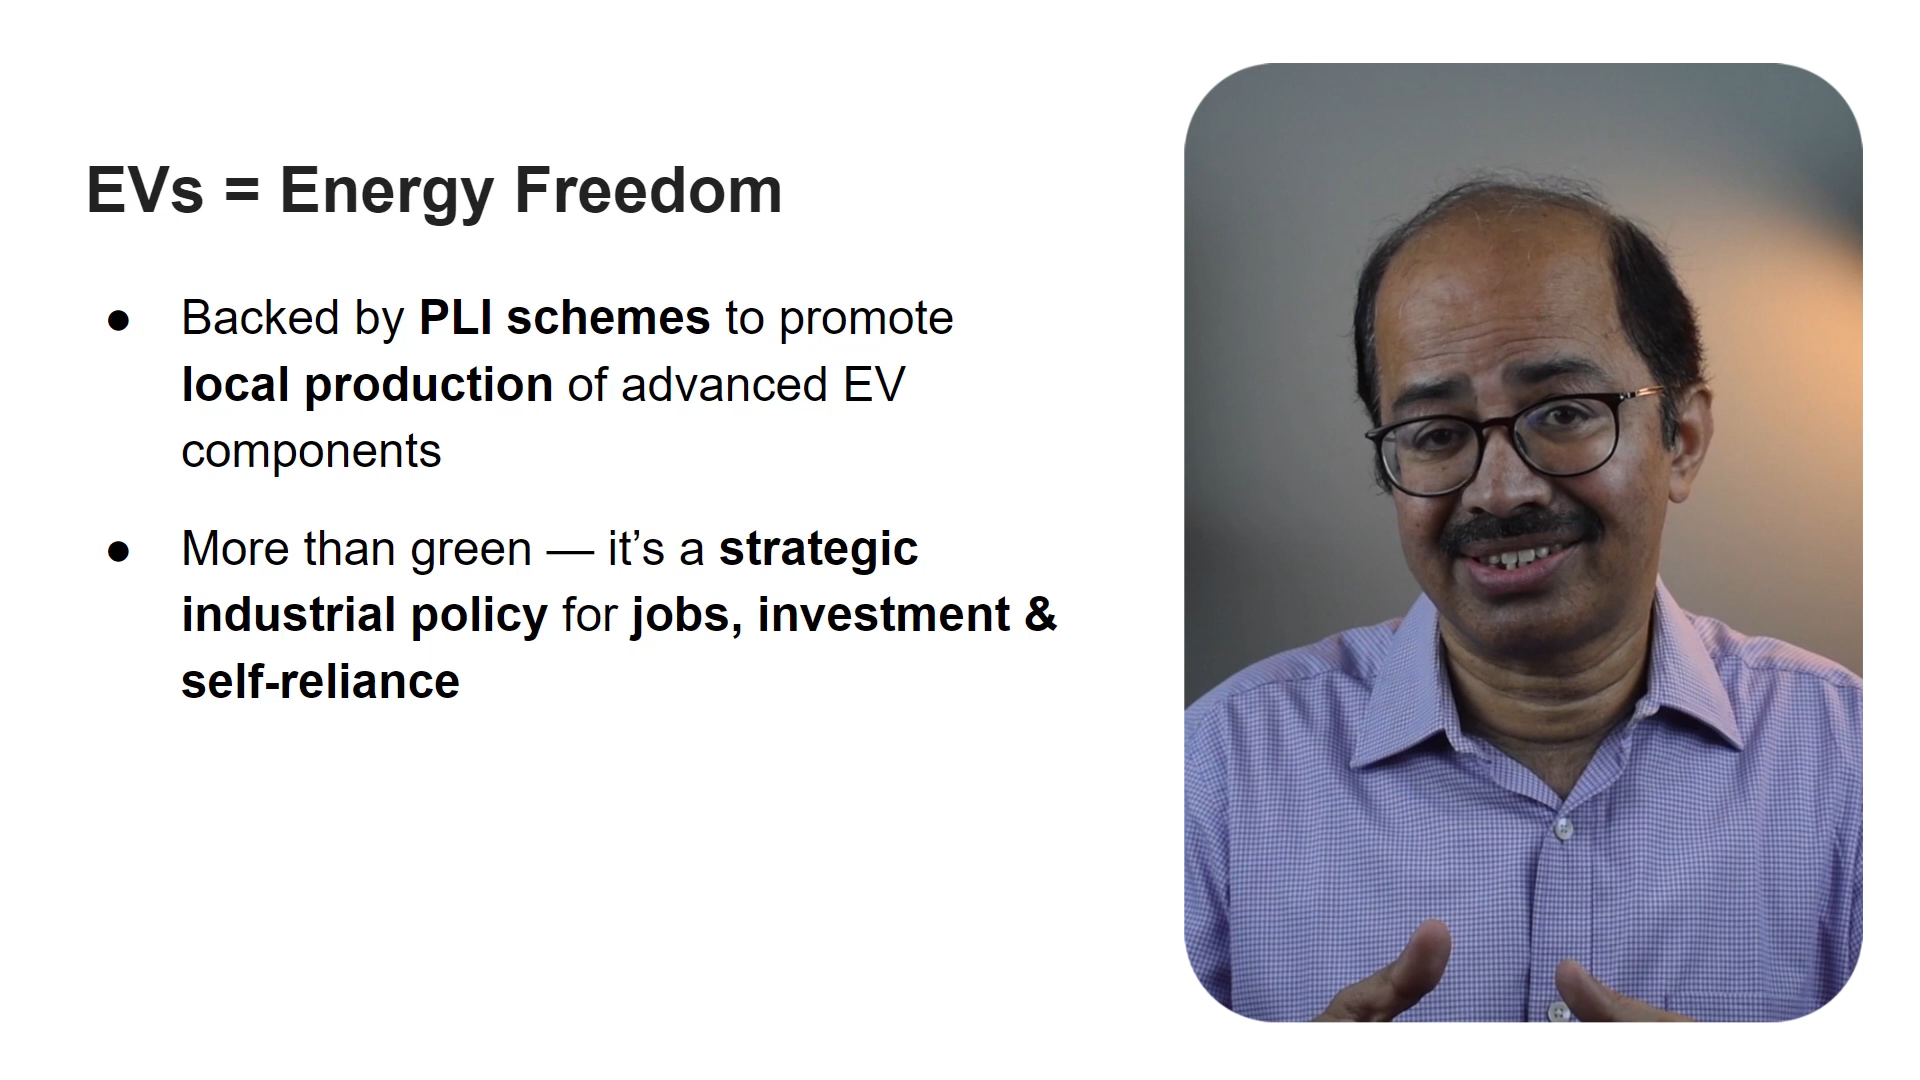 EVs = Energy Freedom
● Backed by PLI schemes to promote
local production of advanced EV
components
● More than green — it’s a strategic
industrial policy for jobs, investment &
self-reliance